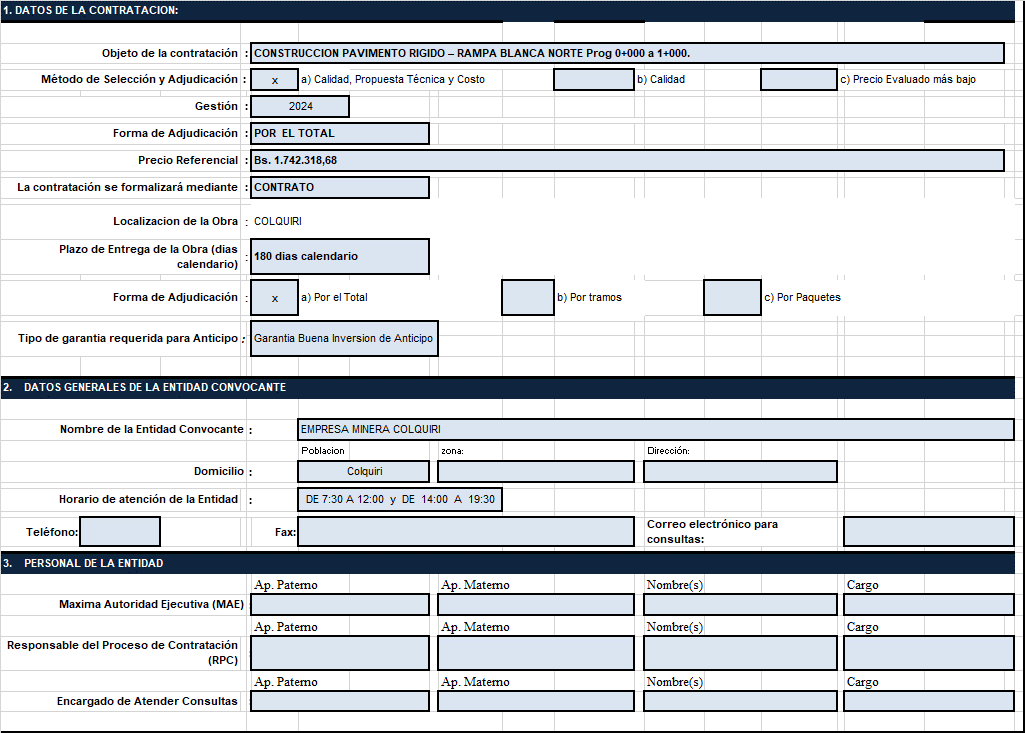 1. DATOS DE LA CONTRATACION:
Objeto de la contratación : CONSTRUCCION PAVIMENTO RIGIDO – RAMPA BLANCA NORTE Prog 0+000 a 1+000.
Método de Selección y Adjudicación : x a) Calidad, Propuesta Técnica y Costo b) Calidad c) Precio Evaluado más bajo
Gestión : 2024
Forma de Adjudicación : POR EL TOTAL
Precio Referencial : Bs. 1.742.318,68
La contratación se formalizará mediante : CONTRATO
Localizacion de la Obra : COLQUIRI
Plazo de Entrega de la Obra (dias
calendario) : 180 dias calendario
Forma de Adjudicación : x a) Por el Total b) Por tramos c) Por Paquetes
Tipo de garantia requerida para Anticipo : Garantia Buena Inversion de Anticipo
2. DATOS GENERALES DE LA ENTIDAD CONVOCANTE
Nombre de la Entidad Convocante : EMPRESA MINERA COLQUIRI
Poblacion zona: Dirección:
Domicilio : Colquiri
Horario de atención de la Entidad : DE 7:30 A 12:00 y DE 14:00 A 19:30
Teléfono: Fax: Correo electrónico para
consultas:
3. PERSONAL DE LA ENTIDAD
Ap. Paterno Ap. Materno Nombre(s) Cargo
Maxima Autoridad Ejecutiva (MAE) :
Ap. Paterno Ap. Materno Nombre(s) Cargo
Responsable del Proceso de Contratación
(RPC) :
Ap. Paterno Ap. Materno Nombre(s) Cargo
Encargado de Atender Consultas :